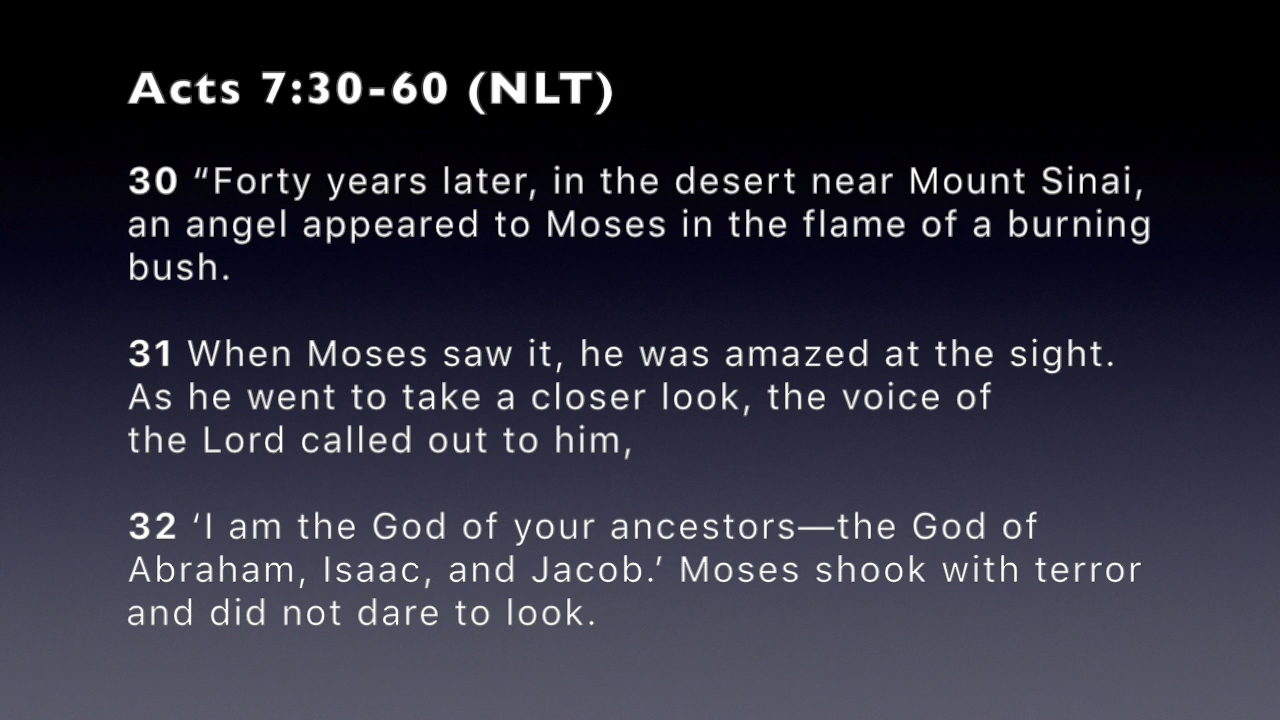 Acts 7:30-60 (NLT)
30 “Forty years later, in the desert near Mount Sinai,
an angel appeared to Moses in the flame of a burning
bush.
31 When Moses saw it, he was amazed at the sight.
As he went to take a closer look, the voice of
the Lord called out to him,
32 ‘I am the God of your ancestors—the God of
Abraham, Isaac, and Jacob.’ Moses shook with terror
and did not dare to look.